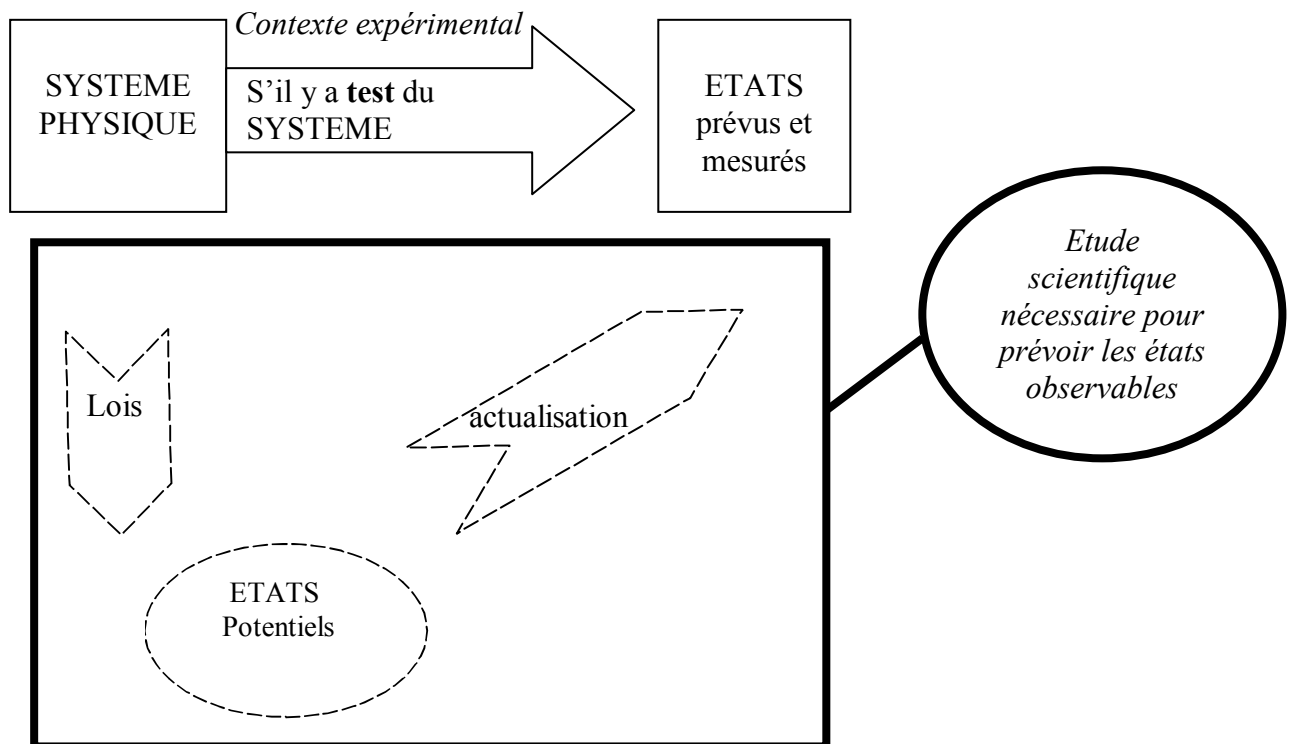 Contexte expérimental
SYSTEME
PHYSIQUE
S’il y a test du
SYSTEME
ETATS
prévus et
mesurés
Etude
scientifique
nécessaire pour
prévoir les états
observables
Lois
actualisation
ETATS
Potentiels